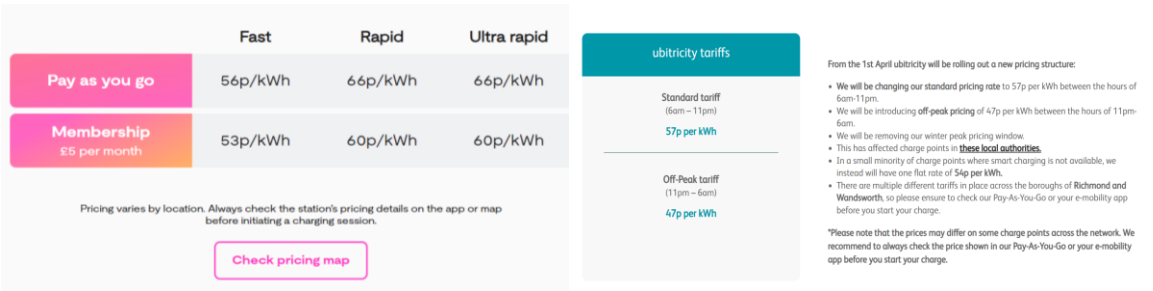 Fast Rapid Ultra rapid
Pay as you go 56p/kWh 66p/kWh 66p/kWh
Membership
£5 per month
53p/kWh 60p/kWh 60p/kWh
Pricing varies by location. Always check the station's pricing details on the app or map
before initiating a charging session.
Check pricing map
ubitricity tariffs
Standard tariff
(6am – 11pm)
57p per kWh
Off-Peak tariff
(11pm – 6am)
47p per kWh
From the 1st April ubitricity will be rolling out a new pricing structure:
• We will be changing our standard pricing rate to 57p per kWh between the hours of
6am-11pm.
• We will be introducing off-peak pricing of 47p per kWh between the hours of 11pm-
6am.
• We will be removing our winter peak pricing window.
• This has affected charge points in these local authorities.
• In a small minority of charge points where smart charging is not available, we
instead will have one flat rate of 54p per kWh.
• There are multiple different tariffs in place across the boroughs of Richmond and
Wandsworth, so please ensure to check our Pay-As-You-Go or your e-mobility app
before you start your charge.
*Please note that the prices may differ on some charge points across the network. We
recommend to always check the price shown in our Pay-As-You-Go or your e-mobility
app before you start your charge.